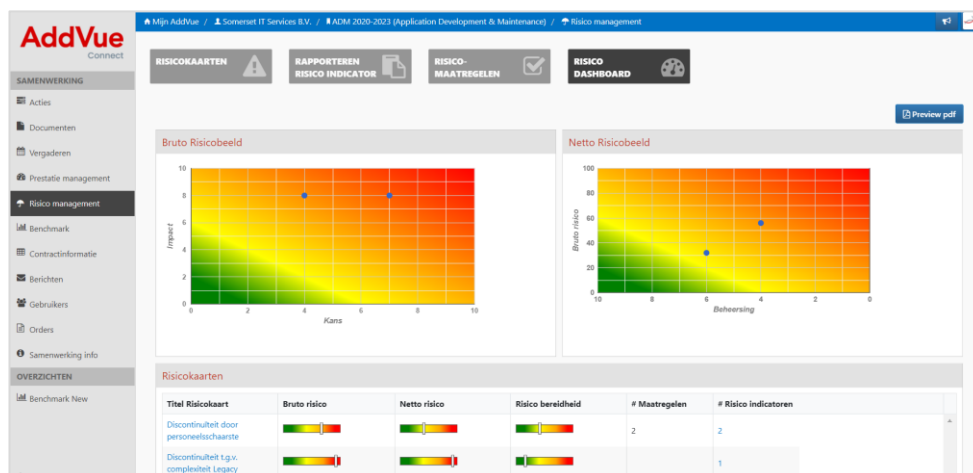 AddVue
Connect
Mijn AddVue / Somerset IT Services B.V. / ADM 2020-2023 (Application Development & Maintenance) / Risico management
SAMENWERKING
Acties
Documenten
Vergaderen
Prestatie management
Risico management
Benchmark
Contractinformatie
Berichten
Gebruikers
Orders
Samenwerking info
OVERZICHTEN
Benchmark New
RISICOKAARTEN
RAPPORTEREN
RISICO INDICATOR
RISICO-
MAATREGELEN
RISICO
DASHBOARD
Preview pdf
Bruto Risicobeeld
10
8
6
4
2
0
Impact
0 2 4 6 8 10
Kans
Netto Risicobeeld
100
80
60
40
20
0
Bruto risico
10 8 6 4 2 0
Beheersing
Risicokaarten
Titel Risicokaart Bruto risico Netto risico Risico bereidheid # Maatregelen # Risico indicatoren
Discontinuïteit door
personeelsschaarste
2 2
Discontinuïteit t.g.v.
complexiteit Legacy
1